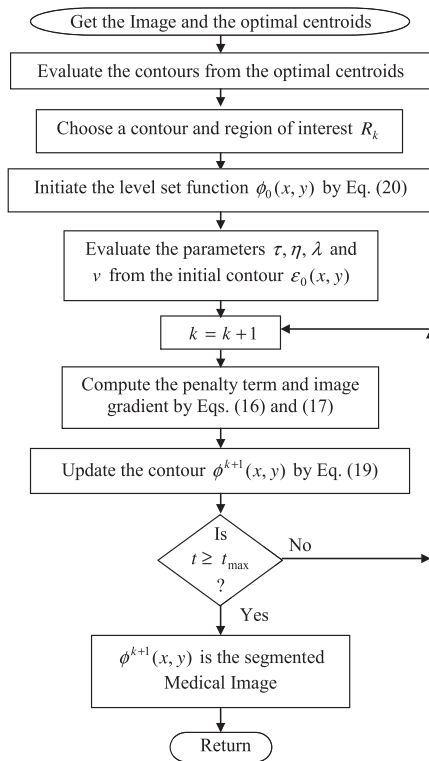 Get the Image and the optimal centroids
Evaluate the contours from the optimal centroids
Choose a contour and region of interest R_k
Initiate the level set function ϕ_0(x, y) by Eq. (20)
Evaluate the parameters τ, η, λ and
v from the initial contour ε_0(x, y)
k = k+1
Compute the penalty term and image
gradient by Eqs. (16) and (17)
Update the contour ϕ^{k+1}(x, y) by Eq. (19)
Is
t ≥ t_max
?
No
Yes
ϕ^{k+1}(x, y) is the segmented
Medical Image
Return